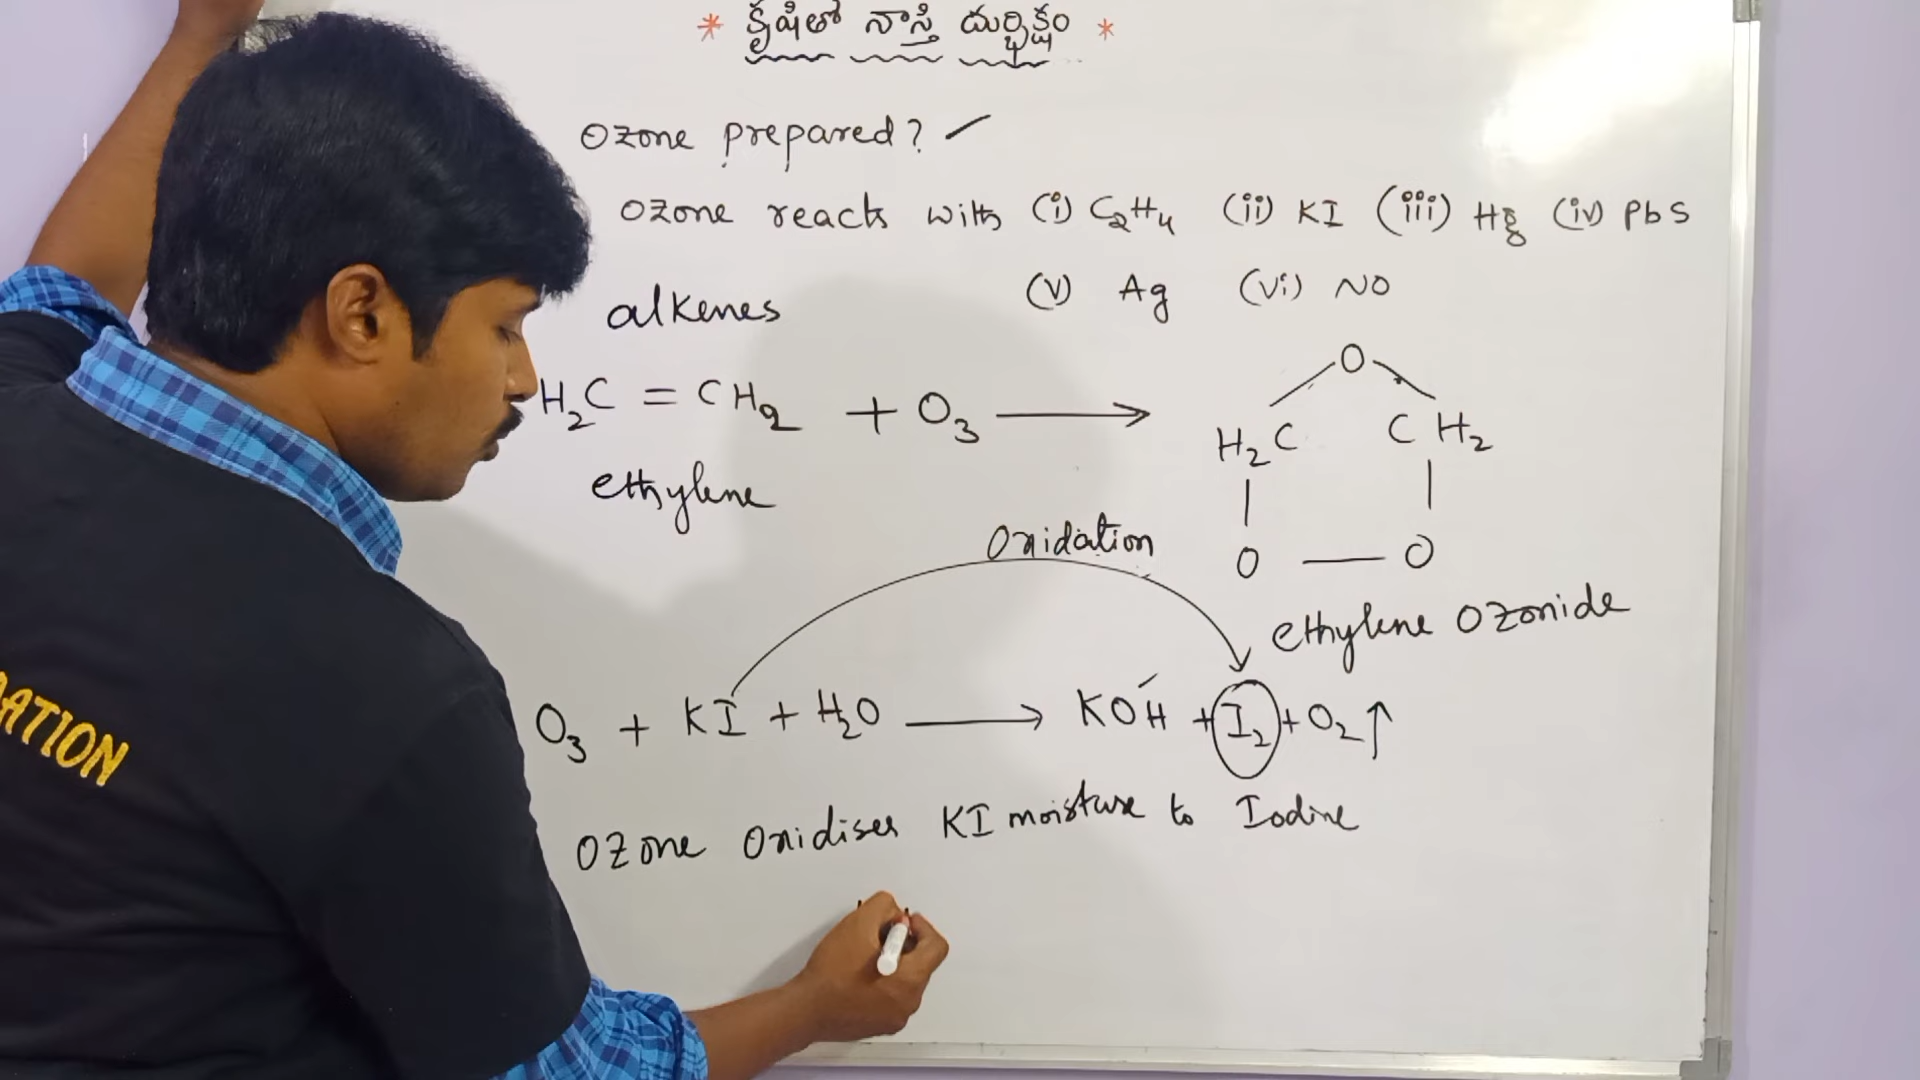 * కృషితో నాస్తి దుర్భిక్షం *
Ozone prepared?
Ozone reacts with (i) C2H4 (ii) KI (iii) Hg (iv) PbS
(v) Ag (vi) NO
alkenes
O
H2C = CH2 + O3 ⟶ H2C CH2
ethylene
O — O
Oxidation
ethylene Ozonide
O3 + KI + H2O ⟶ KOH + I2 + O2↑
Ozone Oxidises KI moisture to Iodine
ATION